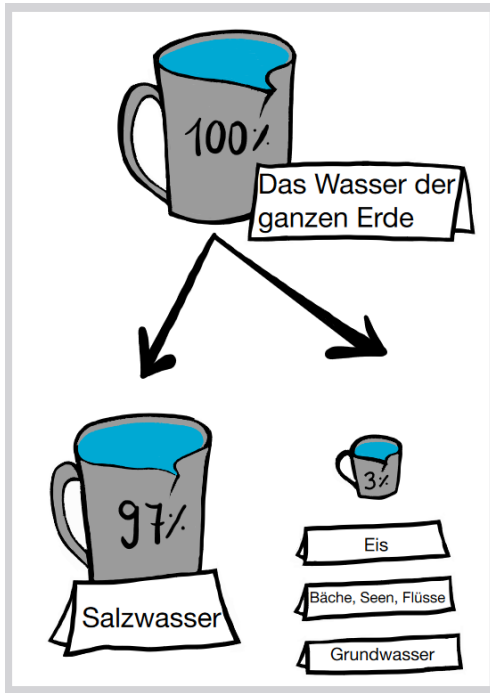 100%
Das Wasser der
ganzen Erde
97%
Salzwasser
3%
Eis
Bäche, Seen, Flüsse
Grundwasser